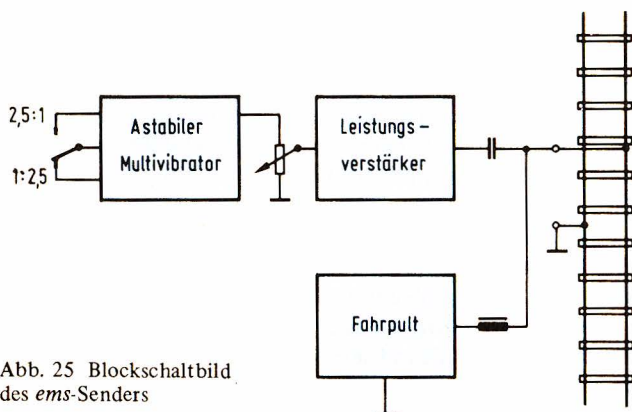 2,5:1
1:2,5
Astabiler
Multivibrator
Leistungs-
verstärker
Fahrpult
Abb. 25 Blockschaltbild
des ems-Senders